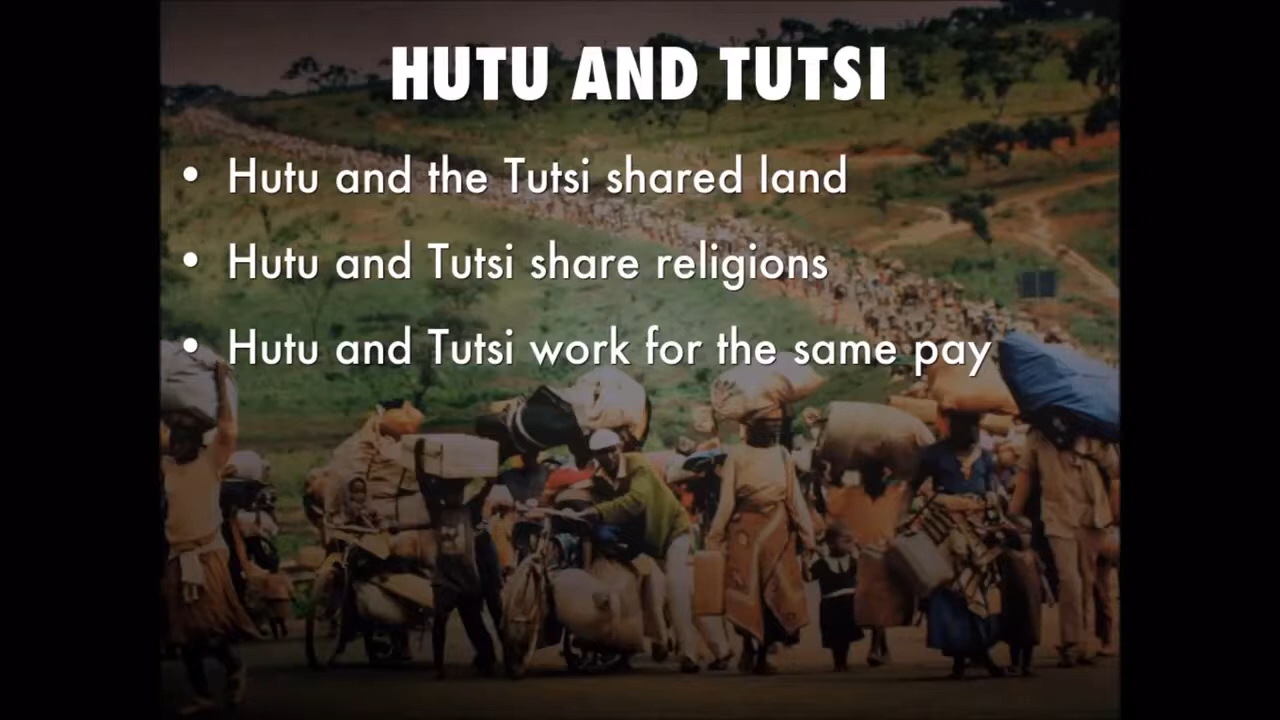 HUTU AND TUTSI
• Hutu and the Tutsi shared land
• Hutu and Tutsi share religions
• Hutu and Tutsi work for the same pay